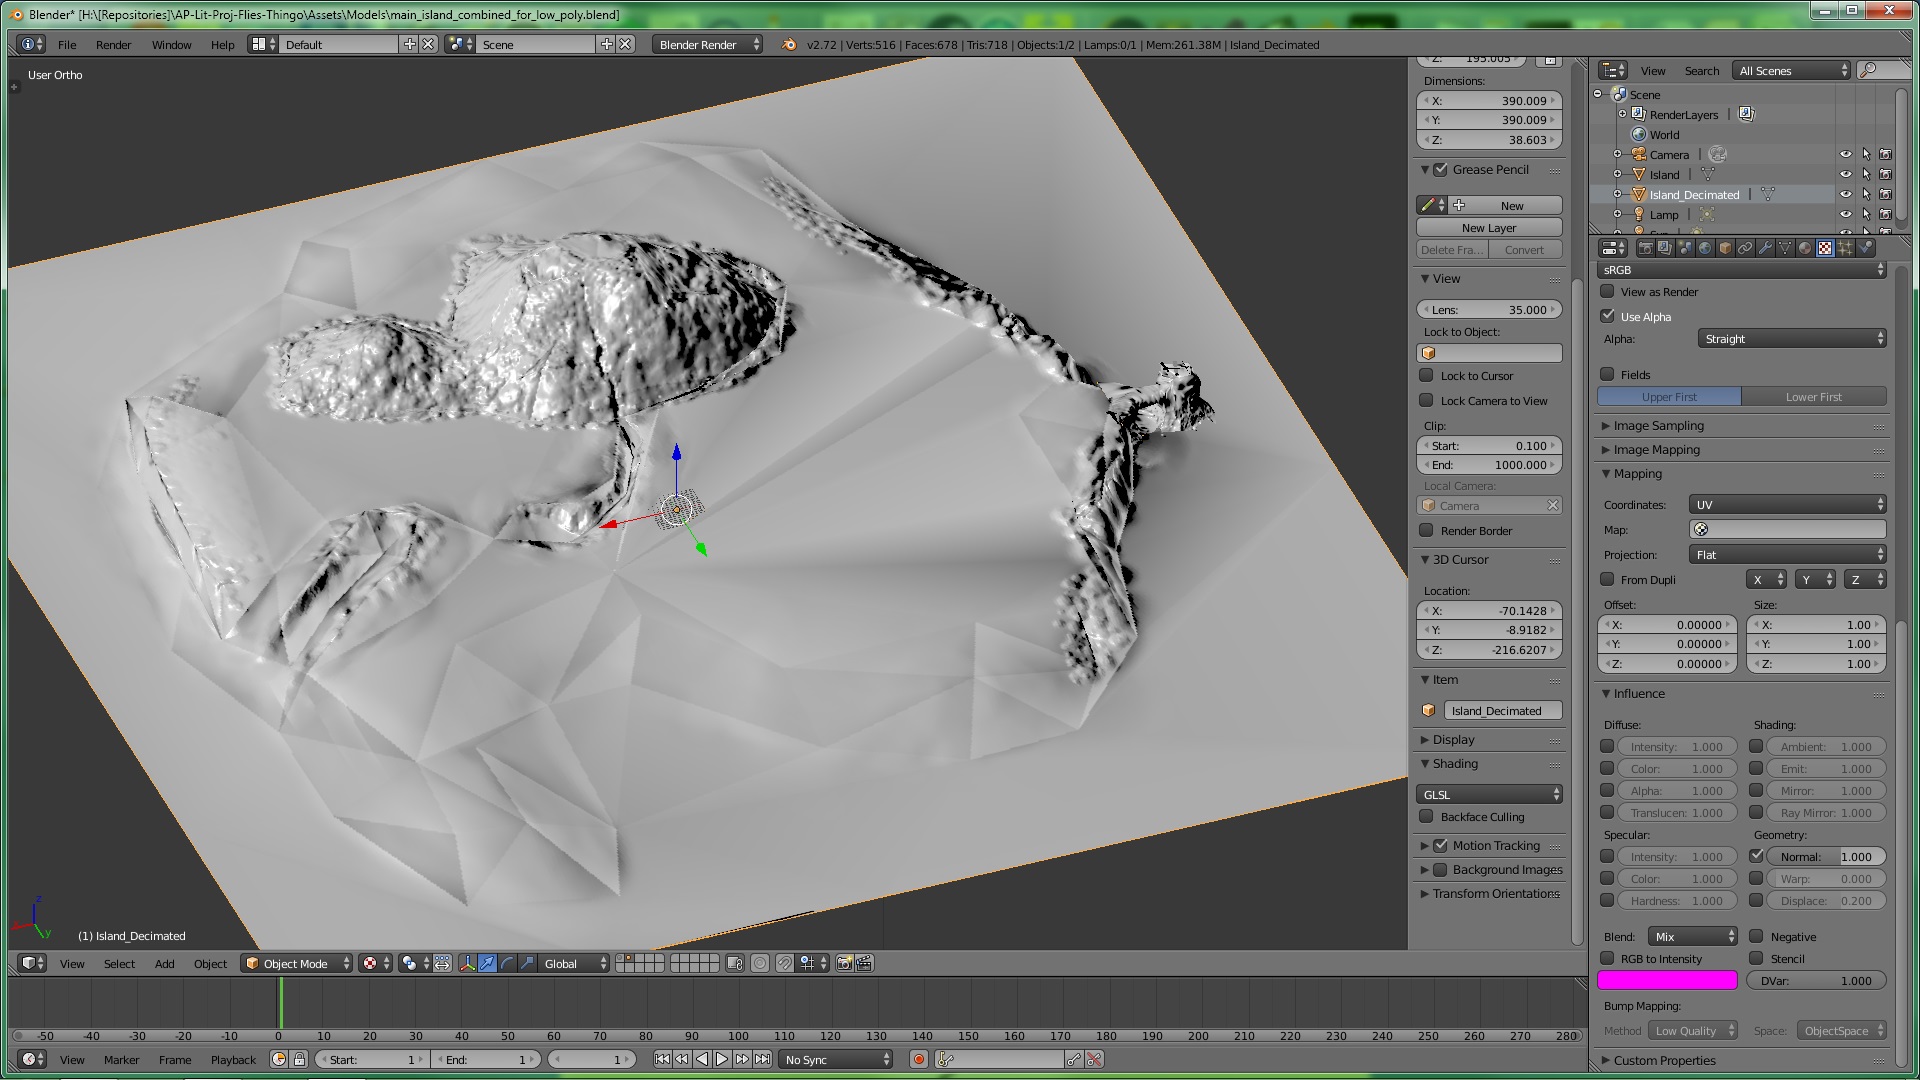 Blender* [H:\[Repositories]\AP-Lit-Proj-Flies-Thingo\Assets\Models\main_island_combined_for_low_poly.blend]
File Render Window Help Default Scene Blender Render v2.72 | Verts:516 | Faces:678 | Tris:718 | Objects:1/2 | Lamps:0/1 | Mem:261.38M | Island_Decimated
User Ortho
(1) Island_Decimated
z
y
View Select Add Object Object Mode Global
Z: 195.005
Dimensions:
X: 390.009
Y: 390.009
Z: 38.603
Grease Pencil
New
New Layer
Delete Fra... Convert
View
Lens: 35.000
Lock to Object:
Lock to Cursor
Lock Camera to View
Clip:
Start: 0.100
End: 1000.000
Local Camera:
Camera
Render Border
3D Cursor
Location:
X: -70.1428
Y: -8.9182
Z: -216.6207
Item
Island_Decimated
Display
Shading
GLSL
Backface Culling
Motion Tracking
Background Images
Transform Orientations
View Search All Scenes
Scene
RenderLayers
World
Camera
Island
Island_Decimated
Lamp
sRGB
View as Render
Use Alpha
Alpha: Straight
Fields
Upper First Lower First
Image Sampling
Image Mapping
Mapping
Coordinates: UV
Map:
Projection: Flat
From Dupli X Y Z
Offset: Size:
X: 0.00000 X: 1.00
Y: 0.00000 Y: 1.00
Z: 0.00000 Z: 1.00
Influence
Diffuse: Shading:
Intensity: 1.000 Ambient: 1.000
Color: 1.000 Emit: 1.000
Alpha: 1.000 Mirror: 1.000
Translucen: 1.000 Ray Mirror: 1.000
Specular: Geometry:
Intensity: 1.000 Normal: 1.000
Color: 1.000 Warp: 0.000
Hardness: 1.000 Displace: 0.200
Blend: Mix Negative
RGB to Intensity Stencil
DVar: 1.000
Bump Mapping:
Method Low Quality Space: ObjectSpace
Custom Properties
-50 -40 -30 -20 -10 0 10 20 30 40 50 60 70 80 90 100 110 120 130 140 150 160 170 180 190 200 210 220 230 240 250 260 270 280
View Marker Frame Playback Start: 1 End: 1 1 No Sync